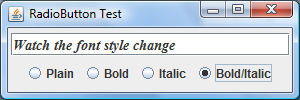 RadioButton Test
Watch the font style change
Plain Bold Italic Bold/Italic